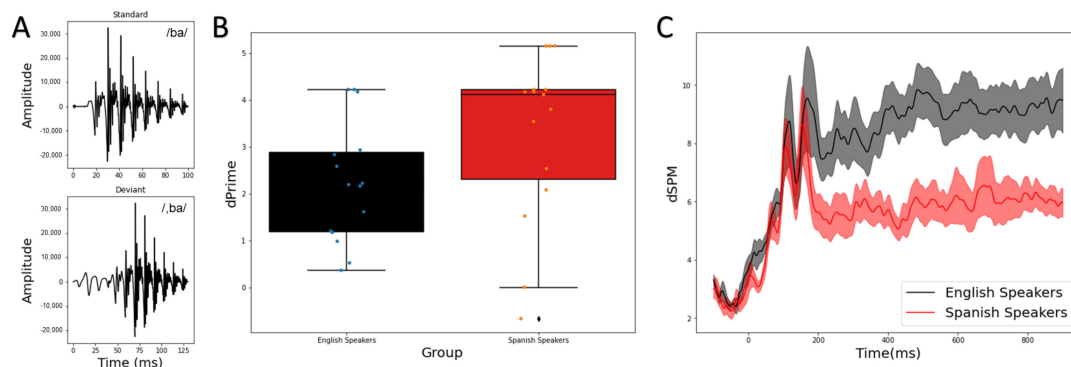 A
Standard
/ba/
30,000
20,000
10,000
0
-10,000
-20,000
Amplitude
0 20 40 60 80 100
Deviant
/,ba/
30,000
20,000
10,000
0
-10,000
-20,000
Amplitude
0 25 50 75 100 125
Time (ms)
B
5
4
3
2
1
0
dPrime
English Speakers Spanish Speakers
Group
C
10
8
6
4
2
dSPM
English Speakers
Spanish Speakers
0 200 400 600 800
Time(ms)